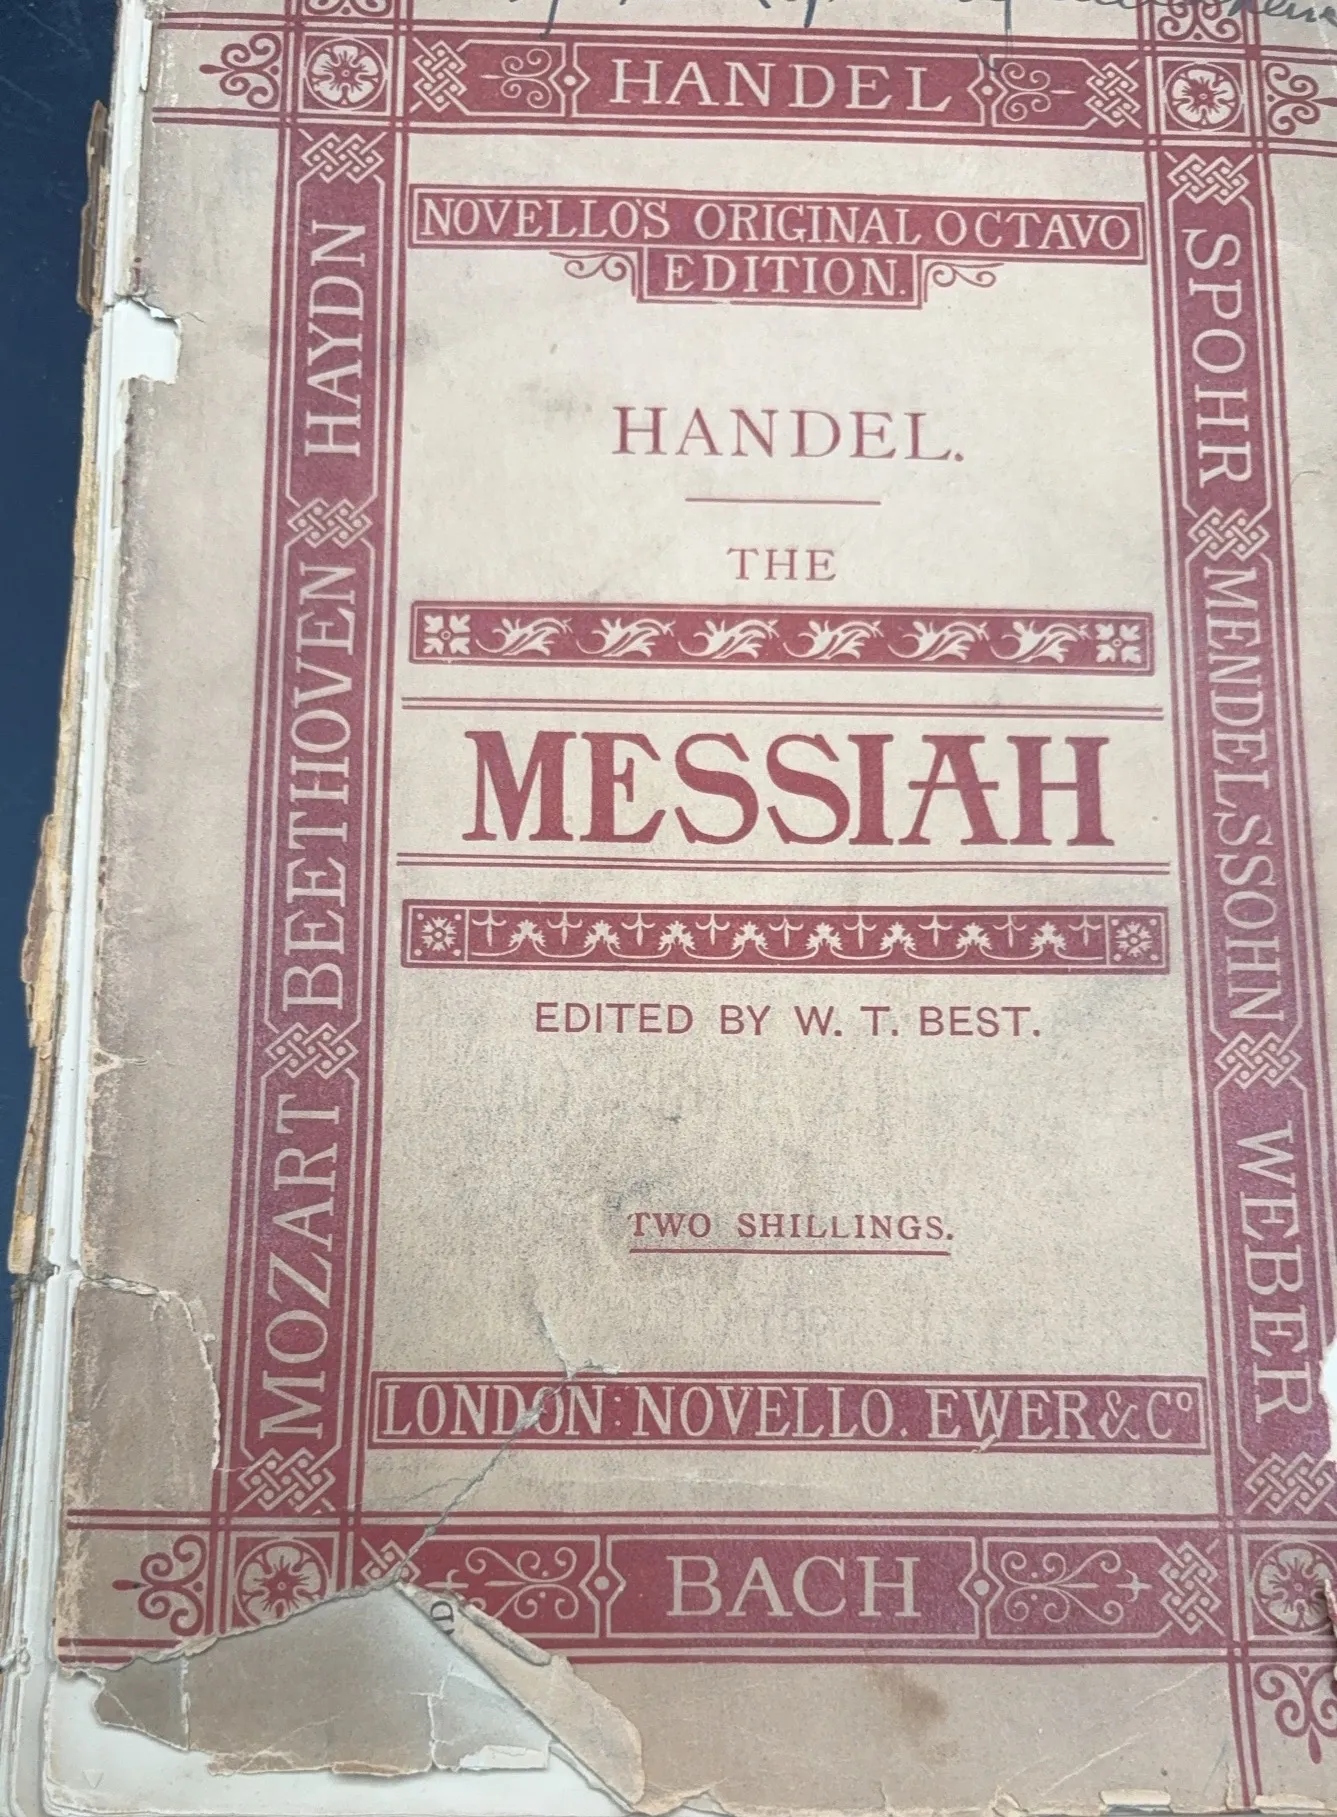 HANDEL
NOVELLO'S ORIGINAL OCTAVO
EDITION.
HANDEL.
THE
MESSIAH
EDITED BY W. T. BEST.
TWO SHILLINGS.
LONDON: NOVELLO. EWER & Cº
BACH
HAYDN
BEETHOVEN
MOZART
SPOHR
MENDELSSOHN
WEBER